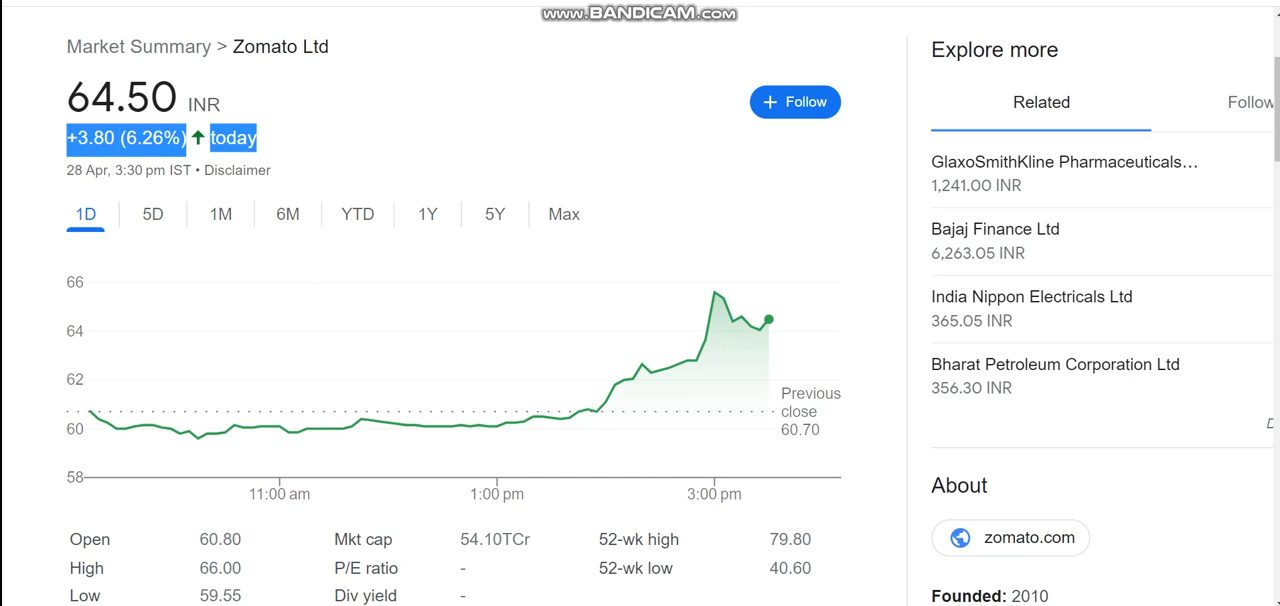 www.BANDICAM.com
Market Summary > Zomato Ltd
64.50 INR
+3.80 (6.26%) ↑ today
28 Apr, 3:30 pm IST • Disclaimer
+ Follow
1D 5D 1M 6M YTD 1Y 5Y Max
66
64
62
60
58
Previous
close
60.70
11:00 am 1:00 pm 3:00 pm
Open 60.80 Mkt cap 54.10TCr 52-wk high 79.80
High 66.00 P/E ratio - 52-wk low 40.60
Low 59.55 Div yield -
Explore more
Related Follow
GlaxoSmithKline Pharmaceuticals…
1,241.00 INR
Bajaj Finance Ltd
6,263.05 INR
India Nippon Electricals Ltd
365.05 INR
Bharat Petroleum Corporation Ltd
356.30 INR
About
zomato.com
Founded: 2010